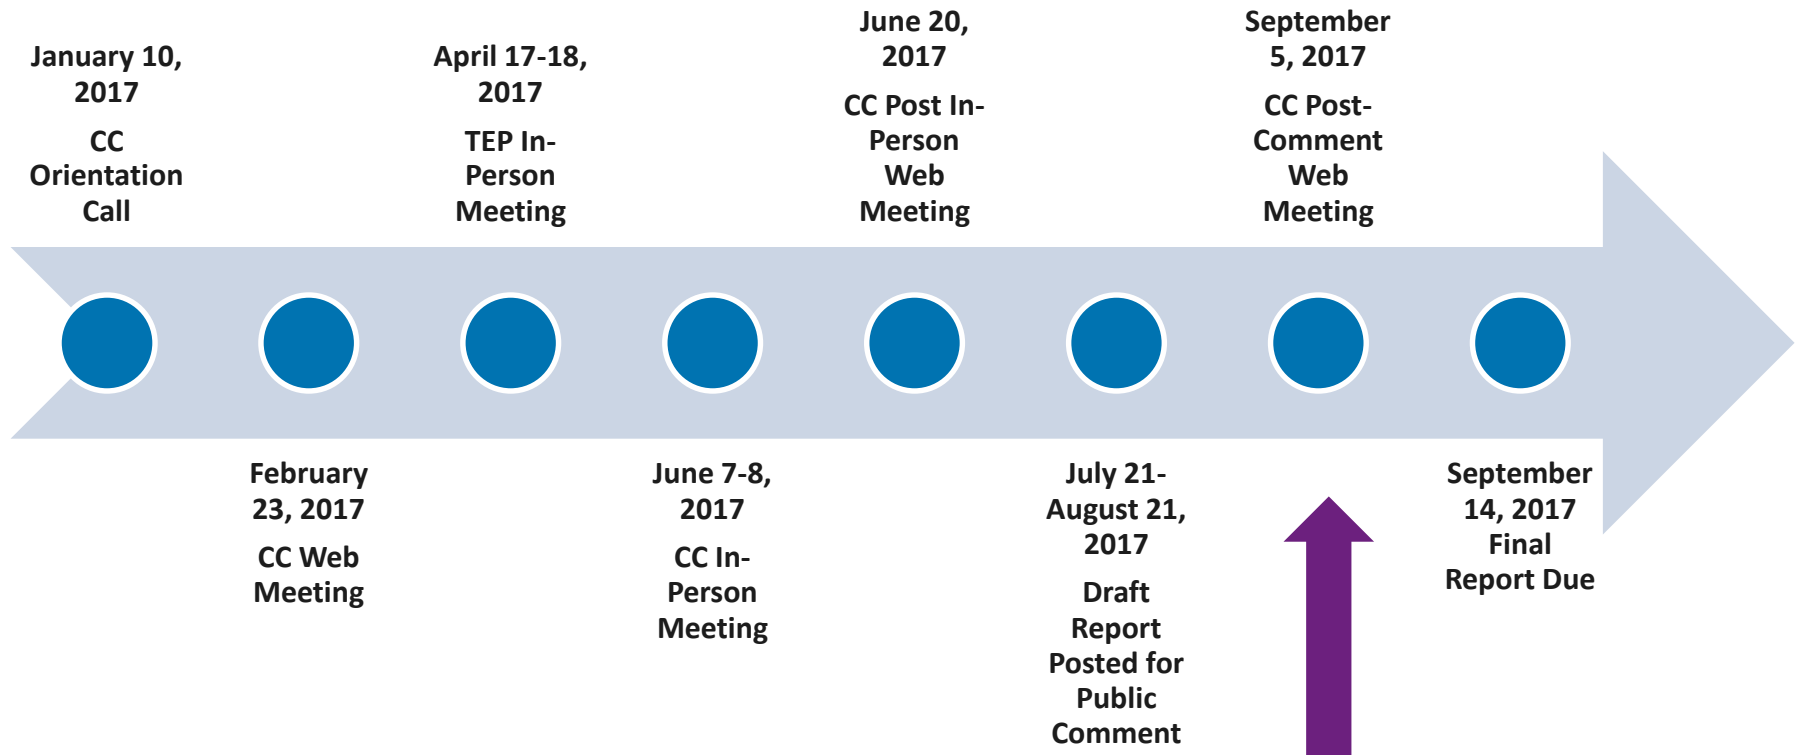 January 10,
2017
CC
Orientation
Call
February
23, 2017
CC Web
Meeting
April 17-18,
2017
TEP In-
Person
Meeting
June 7-8,
2017
CC In-
Person
Meeting
June 20,
2017
CC Post In-
Person
Web
Meeting
July 21-
August 21,
2017
Draft
Report
Posted for
Public
Comment
September
5, 2017
CC Post-
Comment
Web
Meeting
September
14, 2017
Final
Report Due